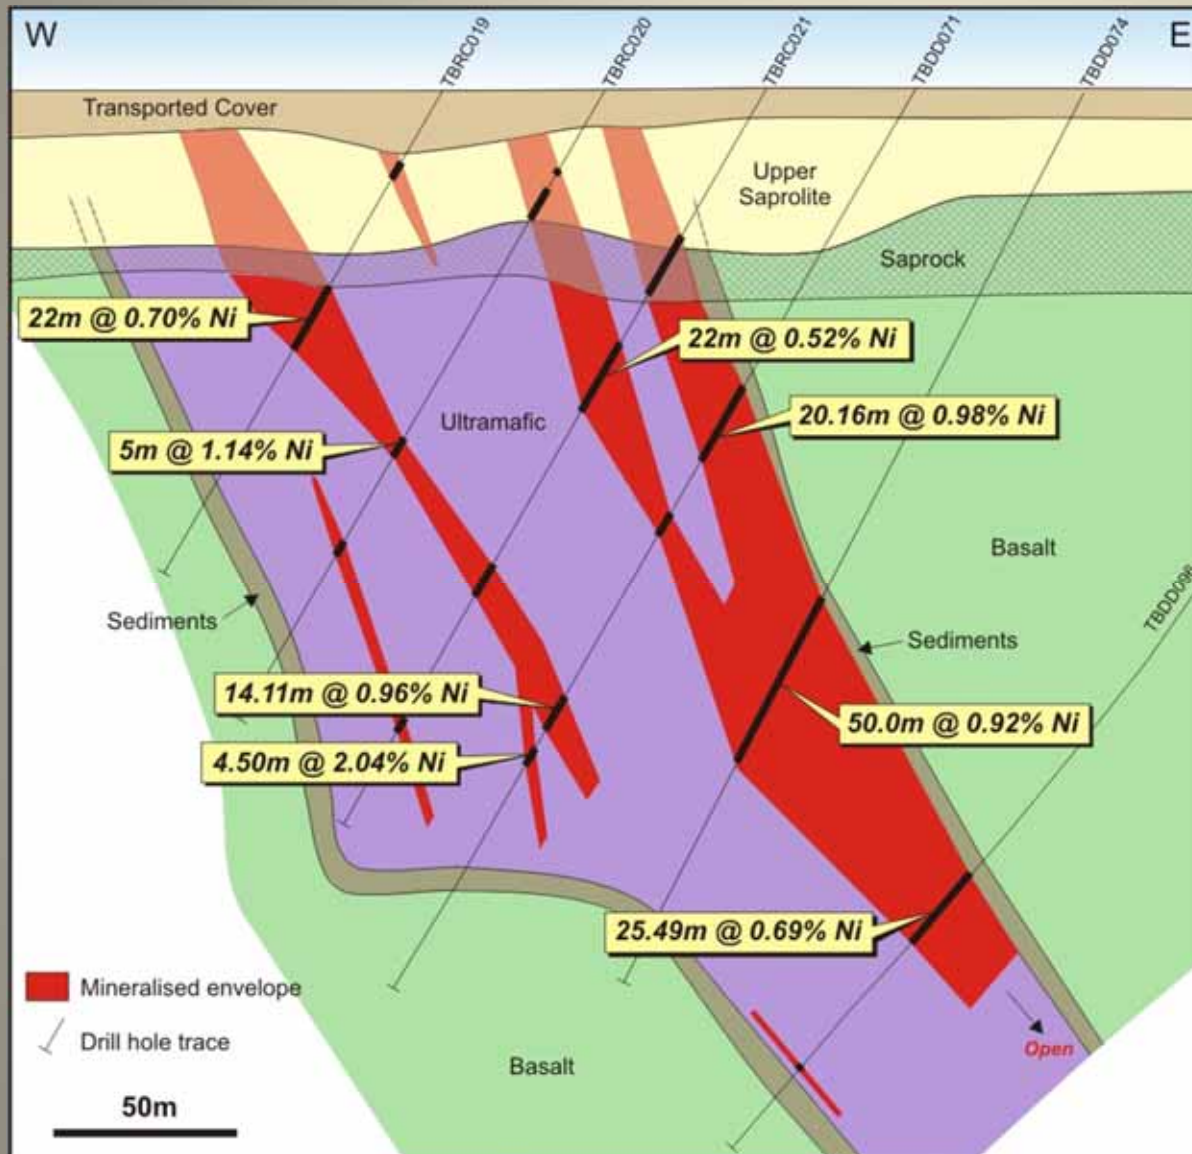 W
E
TBRC019
TBRC020
TBRC021
TBDD071
TBDD074
Transported Cover
Upper
Saprolite
Saprock
22m @ 0.70% Ni
22m @ 0.52% Ni
20.16m @ 0.98% Ni
Ultramafic
5m @ 1.14% Ni
Basalt
TBDD096
Sediments
Sediments
14.11m @ 0.96% Ni
50.0m @ 0.92% Ni
4.50m @ 2.04% Ni
25.49m @ 0.69% Ni
Mineralised envelope
Drill hole trace
Open
Basalt
50m